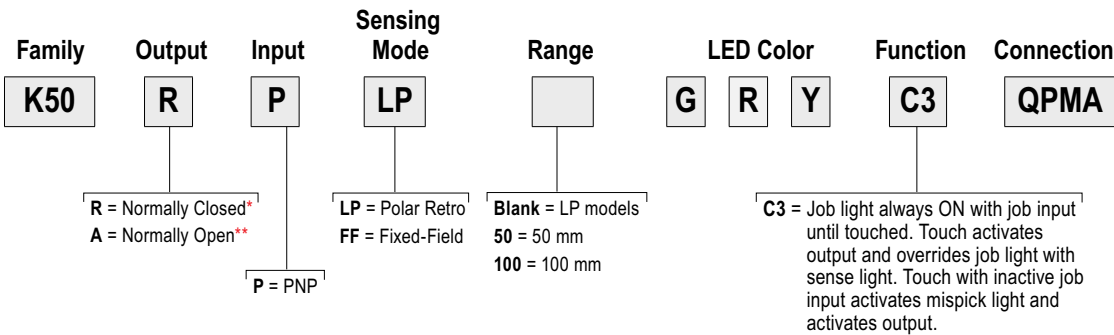 Family Output Input Sensing Mode Range LED Color Function Connection
K50 R P LP G R Y C3 QPMA
R = Normally Closed*
A = Normally Open**
P = PNP
LP = Polar Retro
FF = Fixed-Field
Blank = LP models
50 = 50 mm
100 = 100 mm
C3 = Job light always ON with job input
until touched. Touch activates
output and overrides job light with
sense light. Touch with inactive job
input activates mispick light and
activates output.